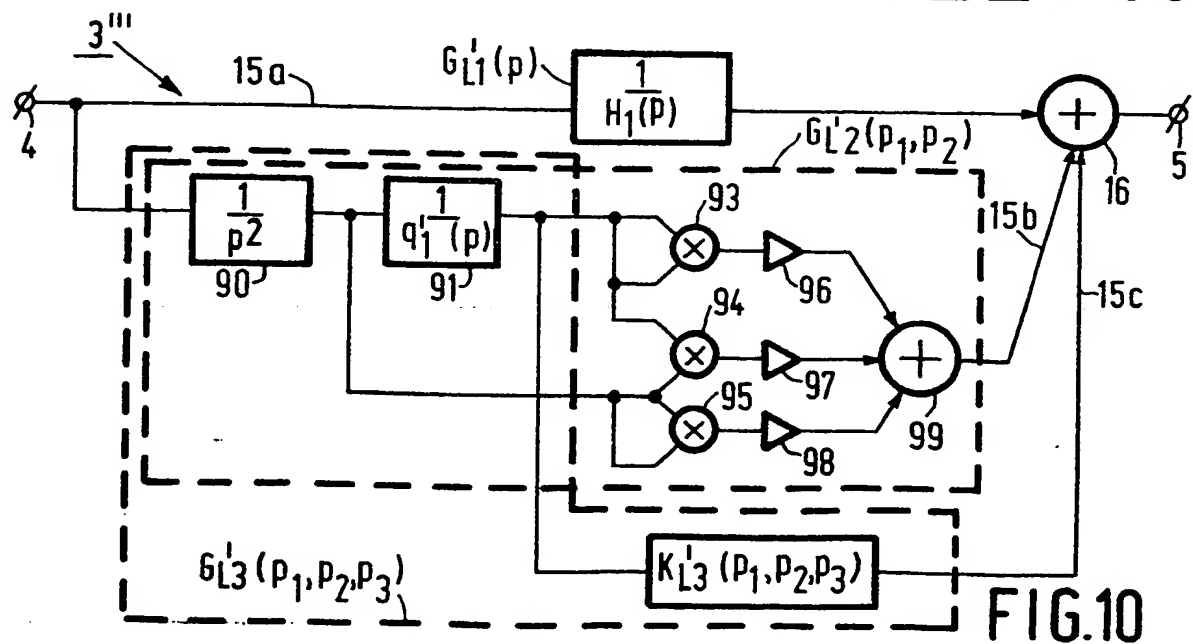 3'''
15a
G'L1(p)
1
H1(p)
4
+
16
5
G'L2(p1,p2)
1
p2
90
1
q'1(p)
91
×
93
96
×
94
97
×
95
98
+
99
15b
15c
G'L3(p1,p2,p3)
K'L3(p1,p2,p3)
FIG.10